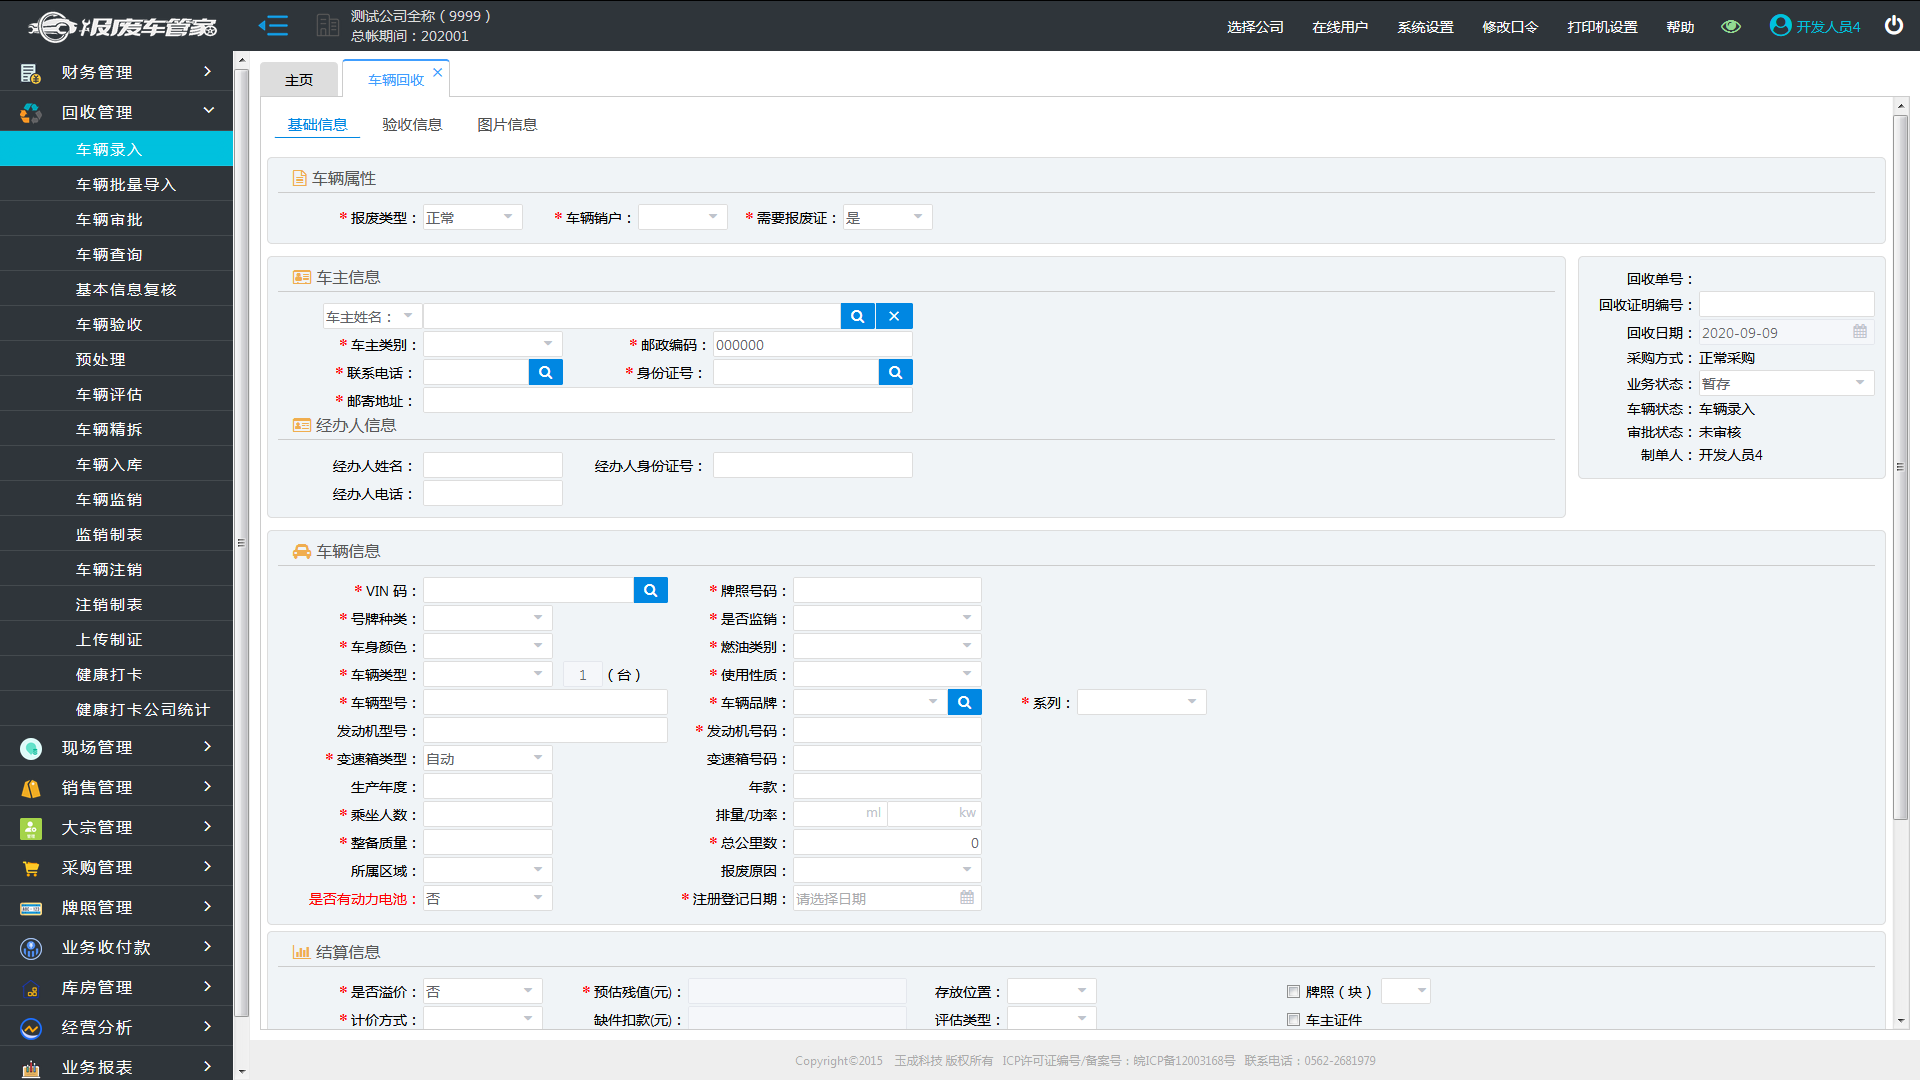 报废车管家
测试公司全称（9999）
总帐期间：202001
选择公司 在线用户 系统设置 修改口令 打印机设置 帮助 开发人员4
财务管理
回收管理
车辆录入
车辆批量导入
车辆审批
车辆查询
基本信息复核
车辆验收
预处理
车辆评估
车辆精拆
车辆入库
车辆监销
监销制表
车辆注销
注销制表
上传制证
健康打卡
健康打卡公司统计
现场管理
销售管理
大宗管理
采购管理
牌照管理
业务收付款
库房管理
经营分析
业务报表
主页 车辆回收
基础信息 验收信息 图片信息
车辆属性
* 报废类型： 正常 * 车辆销户： * 需要报废证： 是
车主信息
车主姓名：
* 车主类别： * 邮政编码： 000000
* 联系电话： * 身份证号：
* 邮寄地址：
经办人信息
经办人姓名： 经办人身份证号：
经办人电话：
回收单号：
回收证明编号：
回收日期： 2020-09-09
采购方式： 正常采购
业务状态： 暂存
车辆状态： 车辆录入
审批状态： 未审核
制单人： 开发人员4
车辆信息
* VIN 码： * 牌照号码：
* 号牌种类： * 是否监销：
* 车身颜色： * 燃油类别：
* 车辆类型： 1 （台） * 使用性质：
* 车辆型号： * 车辆品牌： * 系列：
发动机型号： * 发动机号码：
* 变速箱类型： 自动 变速箱号码：
生产年度： 年款：
* 乘坐人数： 排量/功率： ml kw
* 整备质量： * 总公里数： 0
所属区域： 报废原因：
是否有动力电池： 否 * 注册登记日期： 请选择日期
结算信息
* 是否溢价： 否 * 预估残值(元)： 存放位置： 牌照（块）
* 计价方式： 缺件扣款(元)： 评估类型： 车主证件
Copyright©2015 玉成科技 版权所有 ICP许可证编号/备案号：皖ICP备12003168号 联系电话：0562-2681979